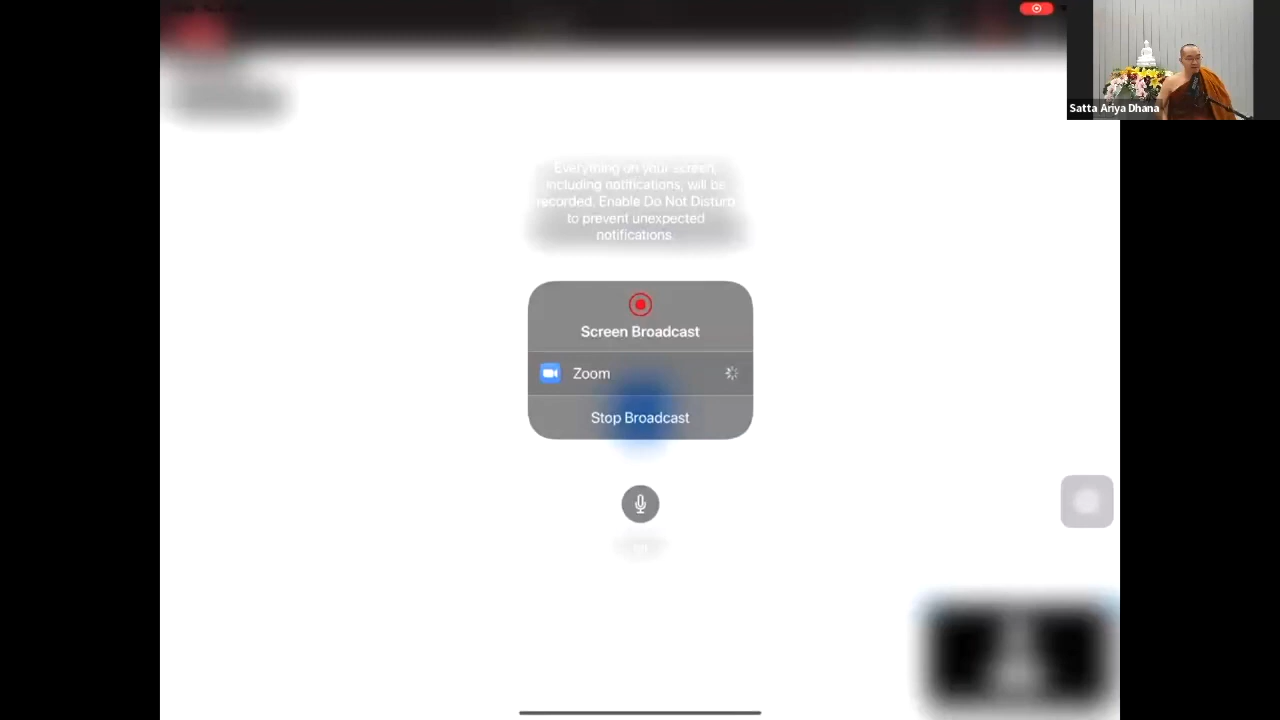 Satta Ariya Dhana
Everything on your screen,
including notifications, will be
recorded. Enable Do Not Disturb
to prevent unexpected
notifications.
Screen Broadcast
Zoom
Stop Broadcast